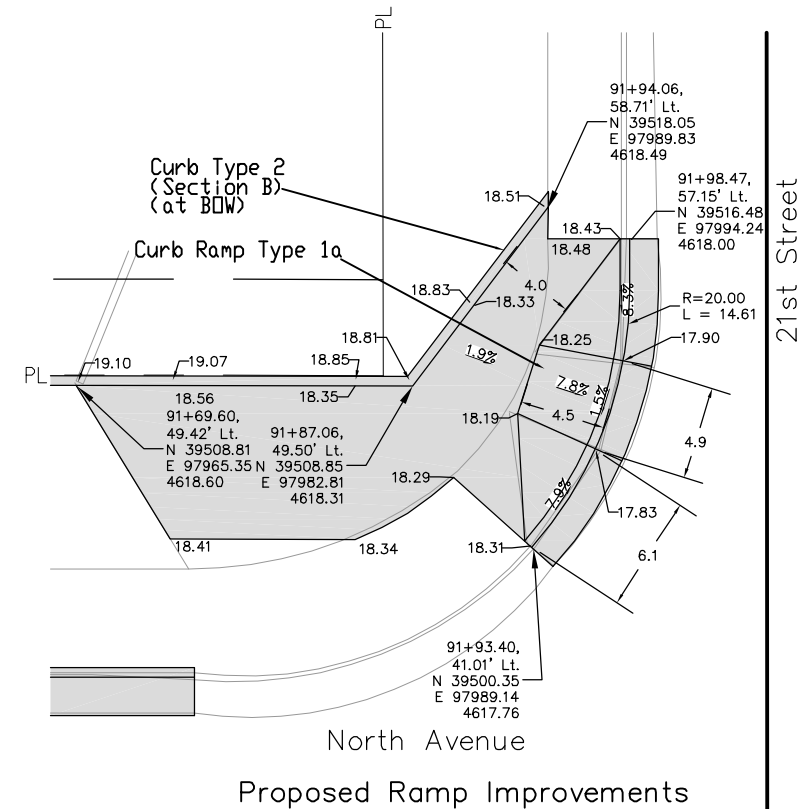 PL
91+94.06,
58.71' Lt.
N 39518.05
E 97989.83
4618.49
Curb Type 2
(Section B)
(at BOW)
18.51
91+98.47,
57.15' Lt.
N 39516.48
E 97994.24
4618.00
21st Street
18.43
18.48
Curb Ramp Type 1a
18.83
4.0
18.33
8.3%
R=20.00
L = 14.61
18.81
18.25
17.90
1.9%
PL
19.10
19.07
18.85
18.56
18.35
7.8%
1.5%
4.5
18.19
4.9
91+69.60,
49.42' Lt.
N 39508.81
E 97965.35
4618.60
91+87.06,
49.50' Lt.
N 39508.85
E 97982.81
4618.31
18.29
7.9%
17.83
18.41
18.34
18.31
6.1
91+93.40,
41.01' Lt.
N 39500.35
E 97989.14
4617.76
North Avenue
Proposed Ramp Improvements